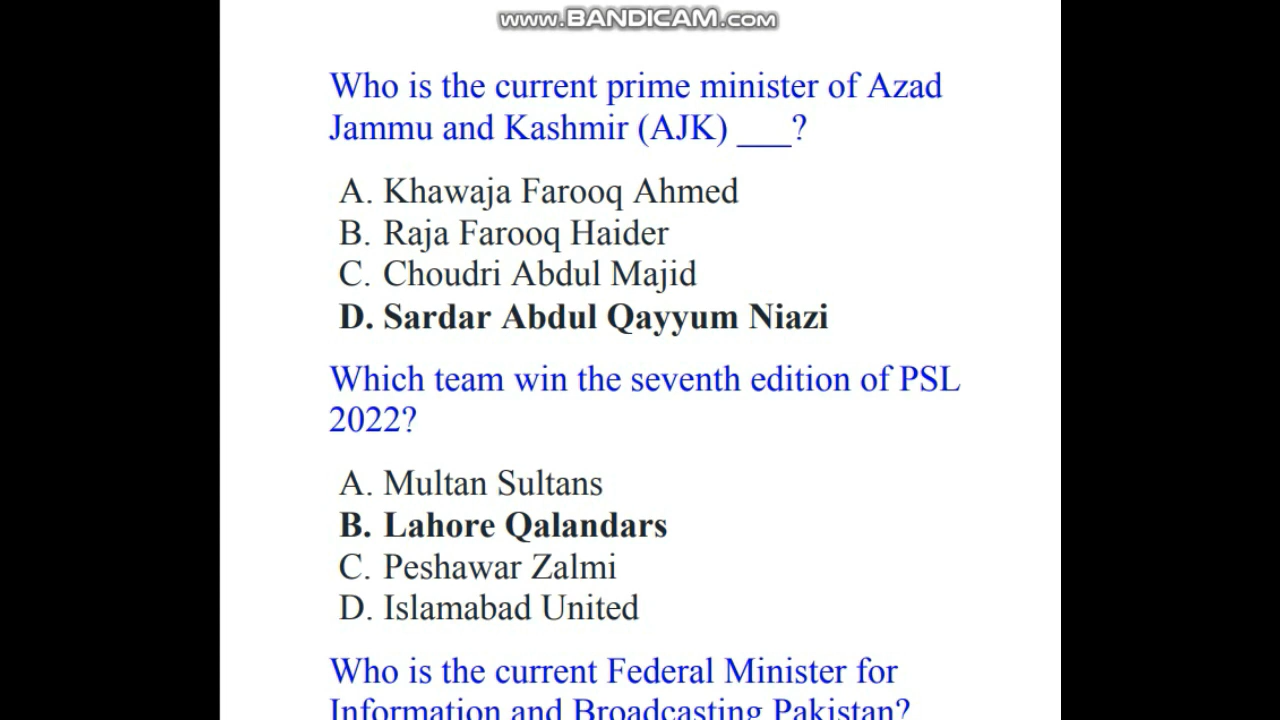 www.BANDICAM.com
Who is the current prime minister of Azad
Jammu and Kashmir (AJK) ___?
A. Khawaja Farooq Ahmed
B. Raja Farooq Haider
C. Choudri Abdul Majid
D. Sardar Abdul Qayyum Niazi
Which team win the seventh edition of PSL
2022?
A. Multan Sultans
B. Lahore Qalandars
C. Peshawar Zalmi
D. Islamabad United
Who is the current Federal Minister for
Information and Broadcasting Pakistan?